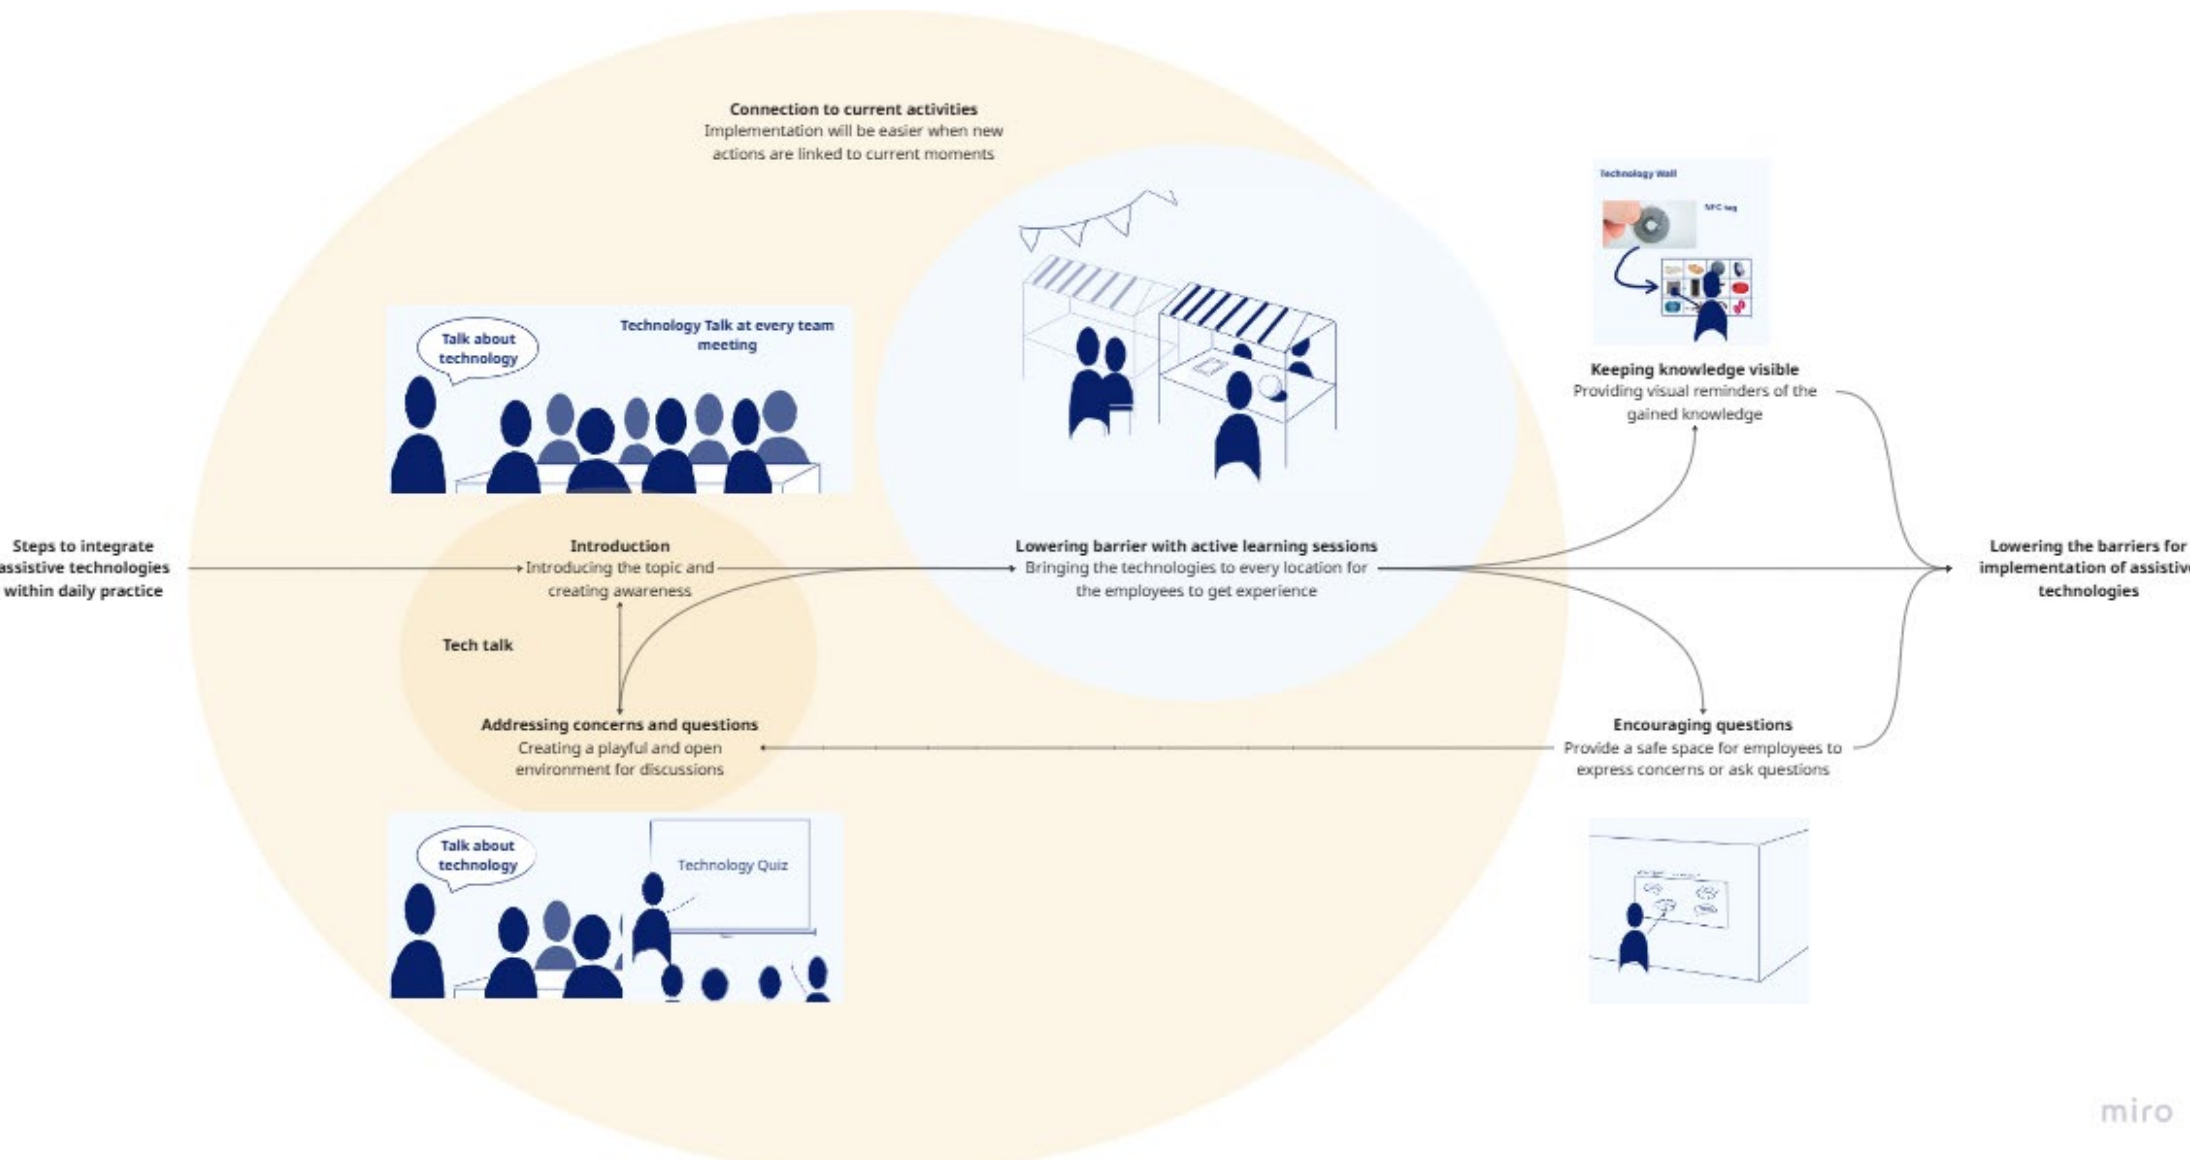 Connection to current activities
Implementation will be easier when new
actions are linked to current moments
Technology Wall
NFC tag
Talk about
technology
Technology Talk at every team
meeting
Keeping knowledge visible
Providing visual reminders of the
gained knowledge
Steps to integrate
assistive technologies
within daily practice
Introduction
Introducing the topic and
creating awareness
Lowering barrier with active learning sessions
Bringing the technologies to every location for
the employees to get experience
Lowering the barriers for
implementation of assistive
technologies
Tech talk
Addressing concerns and questions
Creating a playful and open
environment for discussions
Encouraging questions
Provide a safe space for employees to
express concerns or ask questions
Talk about
technology
Technology Quiz
miro